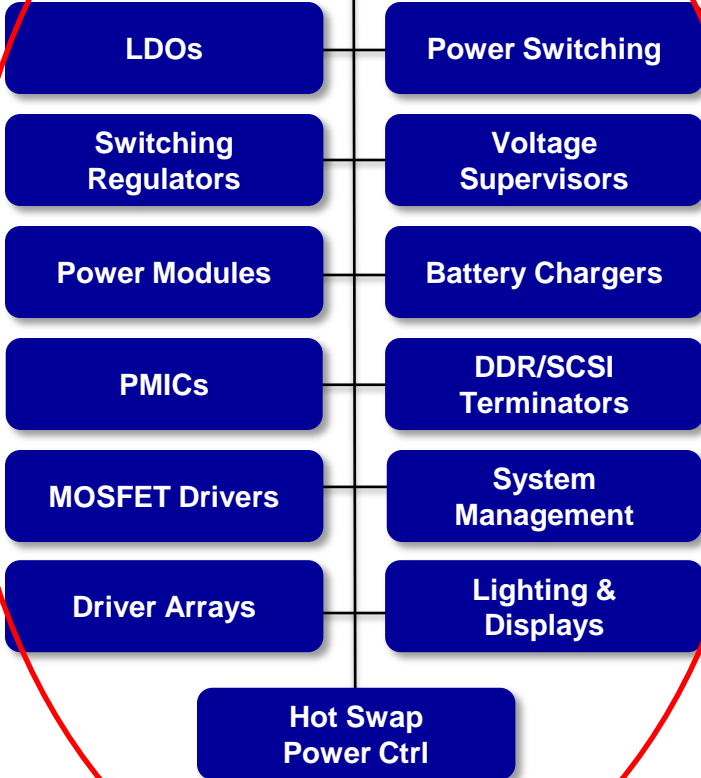 LDOs
Power Switching
Switching
Regulators
Voltage
Supervisors
Power Modules
Battery Chargers
PMICs
DDR/SCSI
Terminators
MOSFET Drivers
System
Management
Driver Arrays
Lighting &
Displays
Hot Swap
Power Ctrl